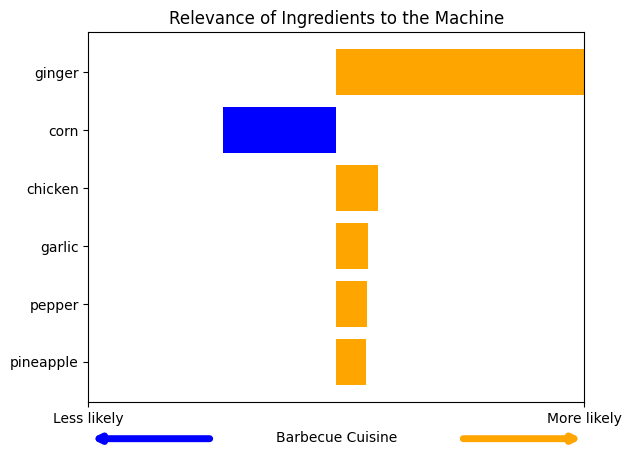 Relevance of Ingredients to the Machine
ginger
corn
chicken
garlic
pepper
pineapple
Less likely More likely
Barbecue Cuisine